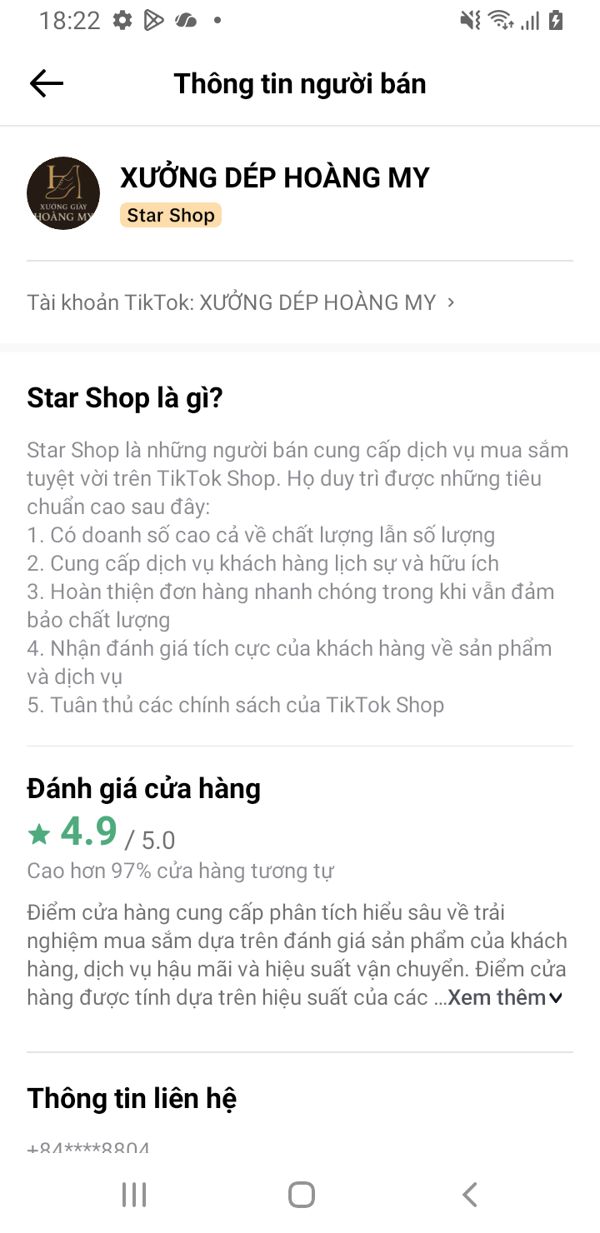 18:22
Thông tin người bán
XƯỞNG GIAY
HOÀNG MY
XƯỞNG DÉP HOÀNG MY
Star Shop
Tài khoản TikTok: XƯỞNG DÉP HOÀNG MY ›
Star Shop là gì?
Star Shop là những người bán cung cấp dịch vụ mua sắm
tuyệt vời trên TikTok Shop. Họ duy trì được những tiêu
chuẩn cao sau đây:
1. Có doanh số cao cả về chất lượng lẫn số lượng
2. Cung cấp dịch vụ khách hàng lịch sự và hữu ích
3. Hoàn thiện đơn hàng nhanh chóng trong khi vẫn đảm
bảo chất lượng
4. Nhận đánh giá tích cực của khách hàng về sản phẩm
và dịch vụ
5. Tuân thủ các chính sách của TikTok Shop
Đánh giá cửa hàng
4.9 / 5.0
Cao hơn 97% cửa hàng tương tự
Điểm cửa hàng cung cấp phân tích hiểu sâu về trải
nghiệm mua sắm dựa trên đánh giá sản phẩm của khách
hàng, dịch vụ hậu mãi và hiệu suất vận chuyển. Điểm cửa
hàng được tính dựa trên hiệu suất của các ...Xem thêm
Thông tin liên hệ
+84****8804